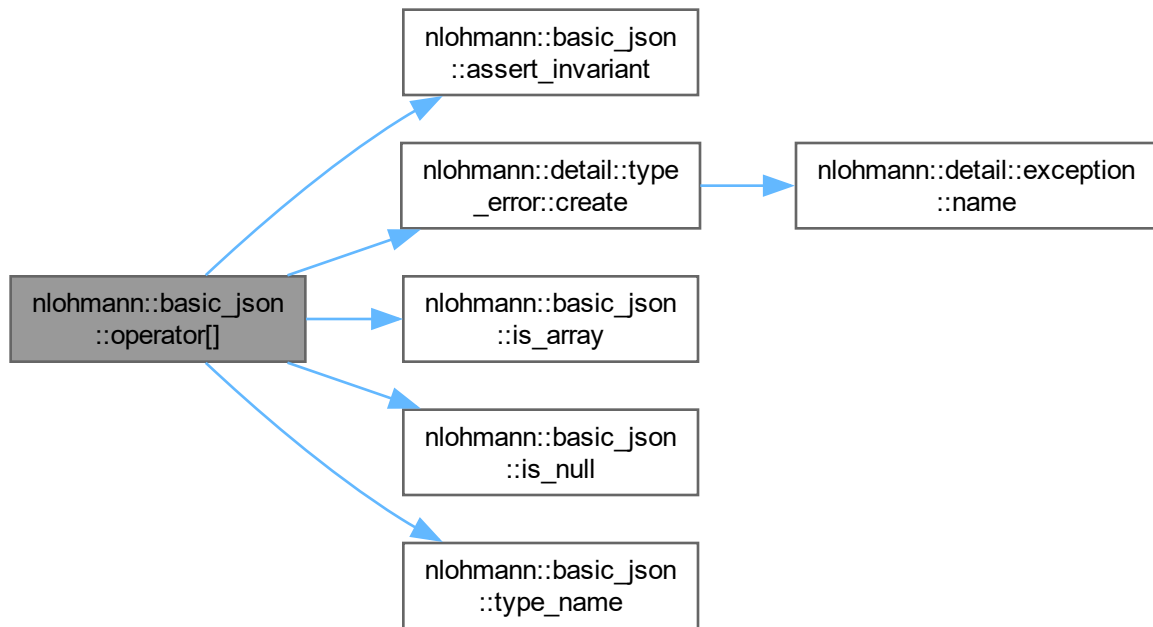 nlohmann::basic_json
::assert_invariant
nlohmann::detail::type
_error::create
nlohmann::detail::exception
::name
nlohmann::basic_json
::operator[]
nlohmann::basic_json
::is_array
nlohmann::basic_json
::is_null
nlohmann::basic_json
::type_name